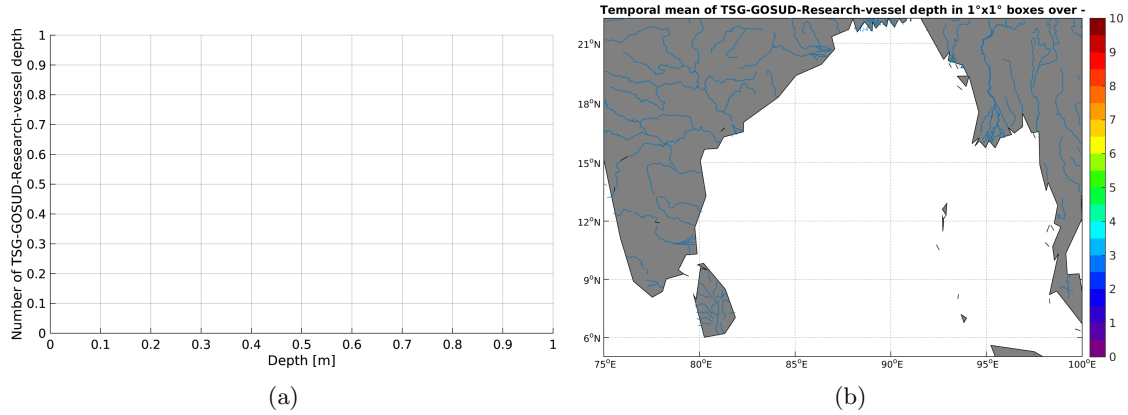 Number of TSG-GOSUD-Research-vessel depth
1
0.9
0.8
0.7
0.6
0.5
0.4
0.3
0.2
0.1
0
0 0.1 0.2 0.3 0.4 0.5 0.6 0.7 0.8 0.9 1
Depth [m]
(a)
Temporal mean of TSG-GOSUD-Research-vessel depth in 1°x1° boxes over -
21°N
18°N
15°N
12°N
9°N
6°N
75°E 80°E 85°E 90°E 95°E 100°E
10
9
8
7
6
5
4
3
2
1
0
(b)